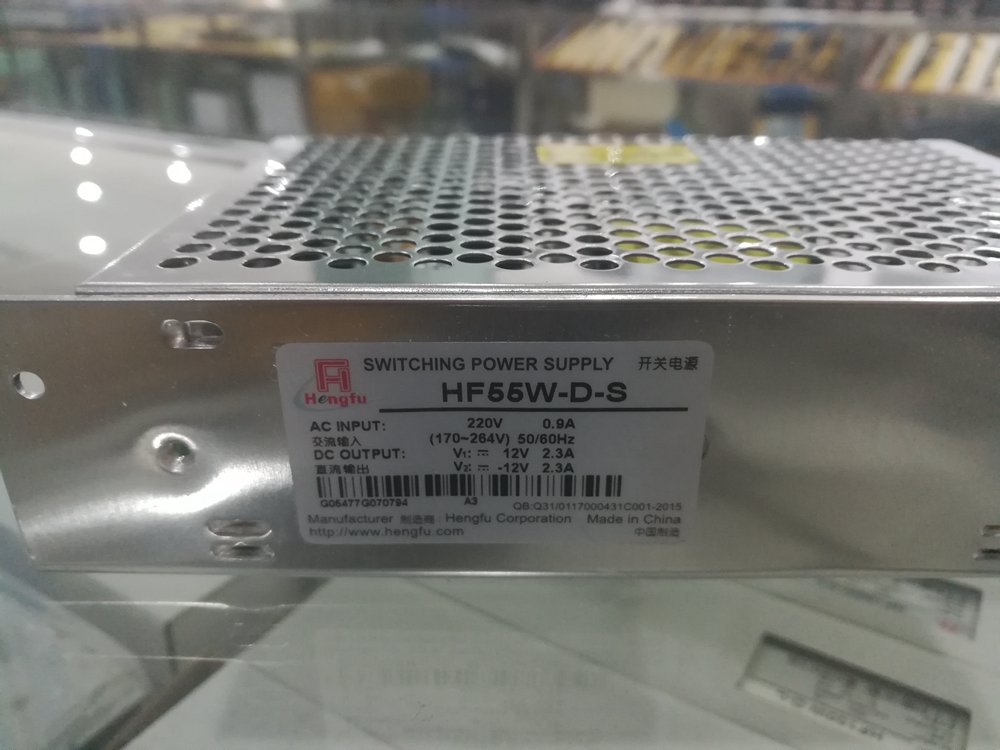 Hengfu
SWITCHING POWER SUPPLY 开关电源
HF55W-D-S
AC INPUT: 220V 0.9A
交流输入 (170~264V) 50/60Hz
DC OUTPUT: V1: ⎓ 12V 2.3A
直流输出 V2: ⎓ -12V 2.3A
G06477G070794 A3 QB:Q31/0117000431C001-2015
Manufacturer 制造商: Hengfu Corporation Made in China
http://www.hengfu.com 中国制造